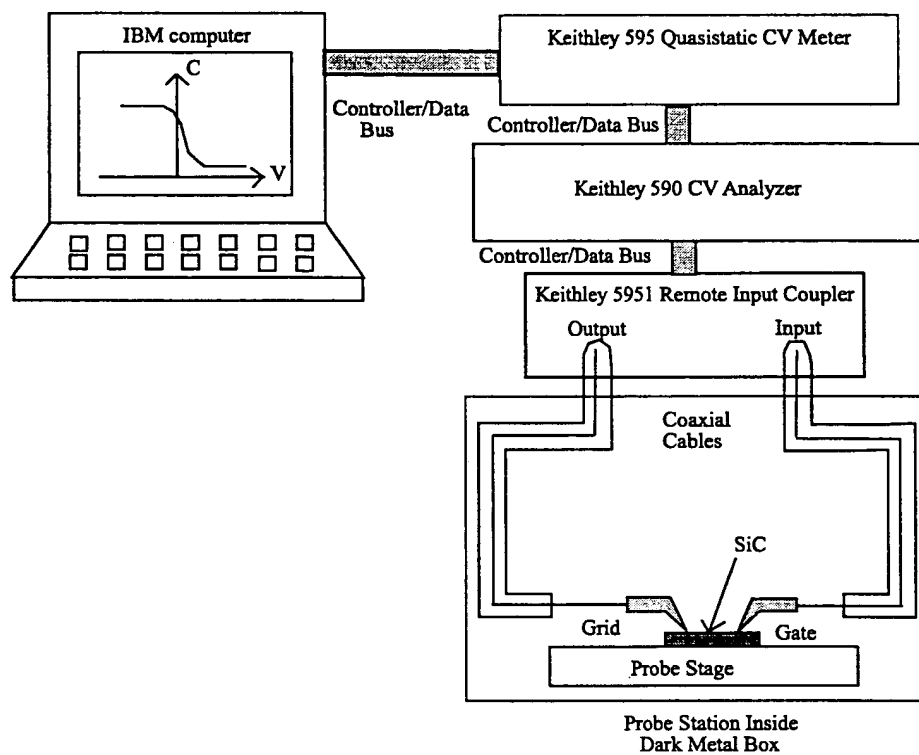 IBM computer
C
V
Controller/Data
Bus
Keithley 595 Quasistatic CV Meter
Controller/Data Bus
Keithley 590 CV Analyzer
Controller/Data Bus
Keithley 5951 Remote Input Coupler
Output
Input
Coaxial
Cables
SiC
Grid
Gate
Probe Stage
Probe Station Inside
Dark Metal Box